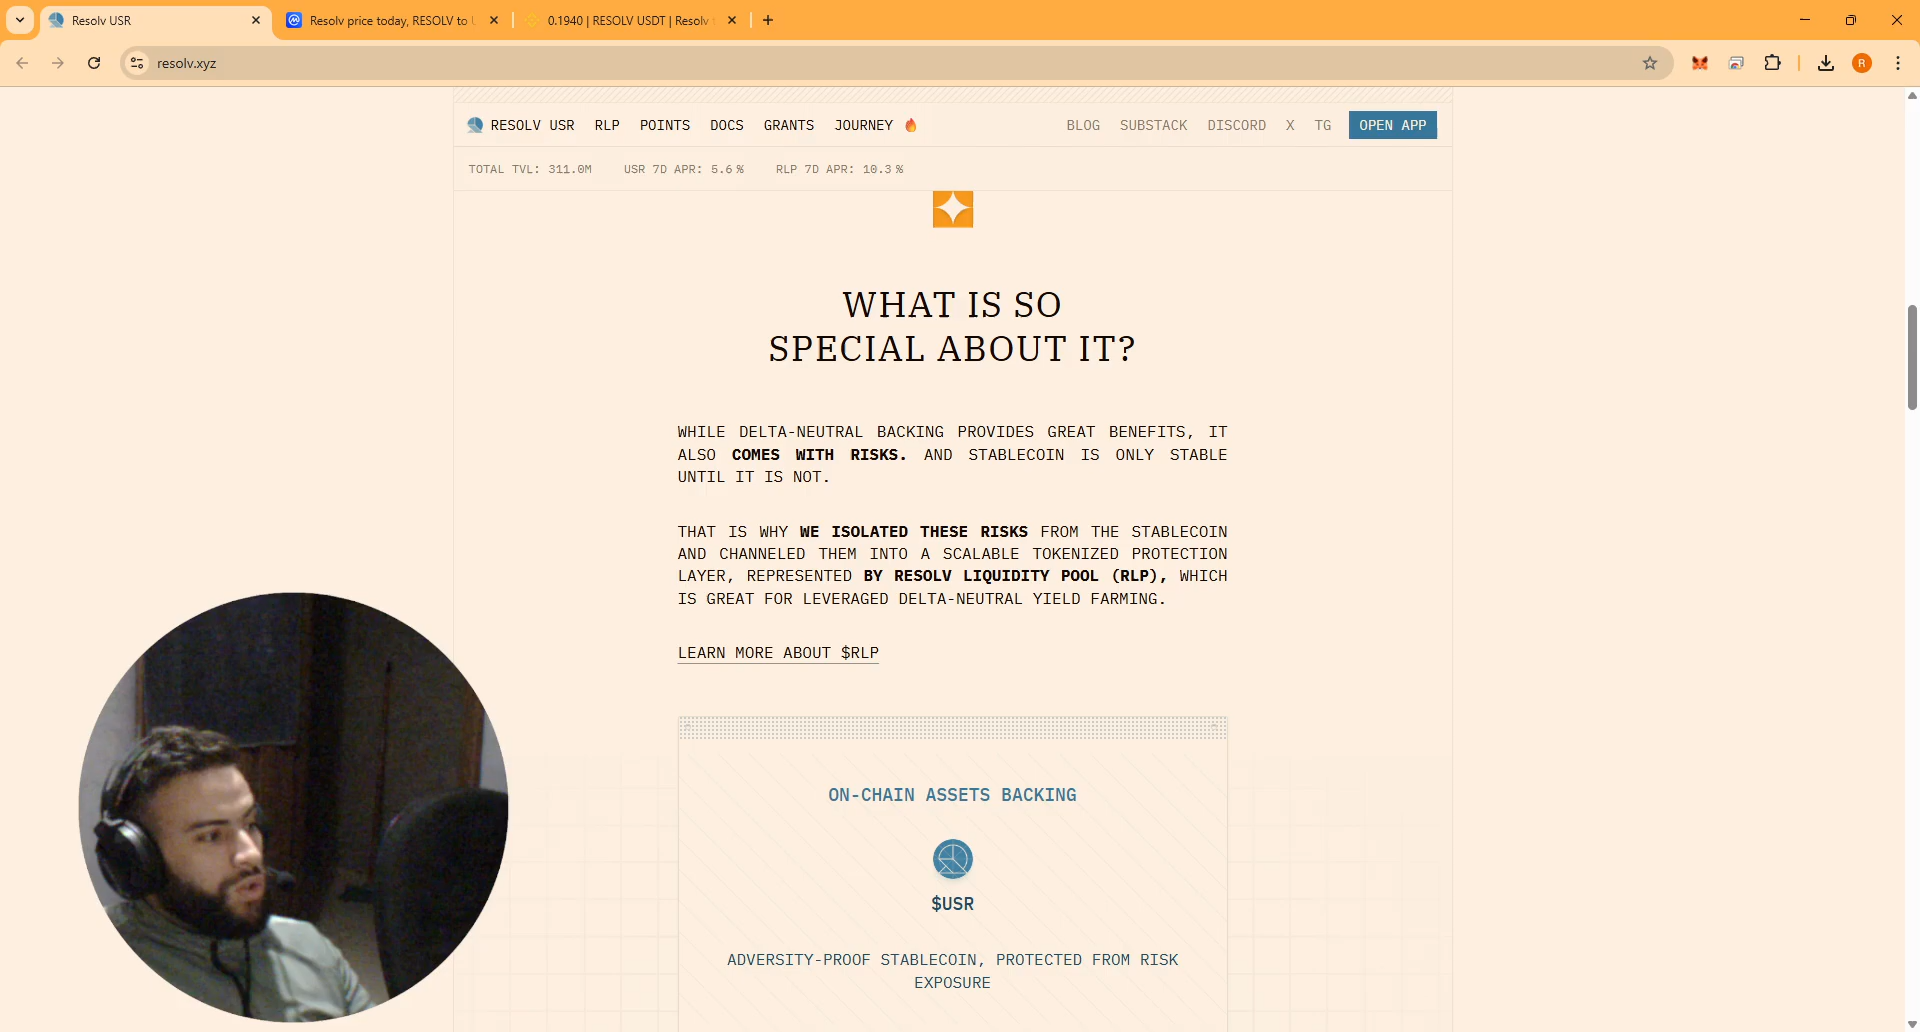 Resolv USR
Resolv price today, RESOLV to U
0.1940 | RESOLV USDT | Resolv
resolv.xyz
R
RESOLV USR RLP POINTS DOCS GRANTS JOURNEY 🔥 BLOG SUBSTACK DISCORD X TG OPEN APP
TOTAL TVL: 311.0M USR 7D APR: 5.6% RLP 7D APR: 10.3%
WHAT IS SO
SPECIAL ABOUT IT?
WHILE DELTA-NEUTRAL BACKING PROVIDES GREAT BENEFITS, IT
ALSO COMES WITH RISKS. AND STABLECOIN IS ONLY STABLE
UNTIL IT IS NOT.
THAT IS WHY WE ISOLATED THESE RISKS FROM THE STABLECOIN
AND CHANNELED THEM INTO A SCALABLE TOKENIZED PROTECTION
LAYER, REPRESENTED BY RESOLV LIQUIDITY POOL (RLP), WHICH
IS GREAT FOR LEVERAGED DELTA-NEUTRAL YIELD FARMING.
LEARN MORE ABOUT $RLP
ON-CHAIN ASSETS BACKING
$USR
ADVERSITY-PROOF STABLECOIN, PROTECTED FROM RISK
EXPOSURE